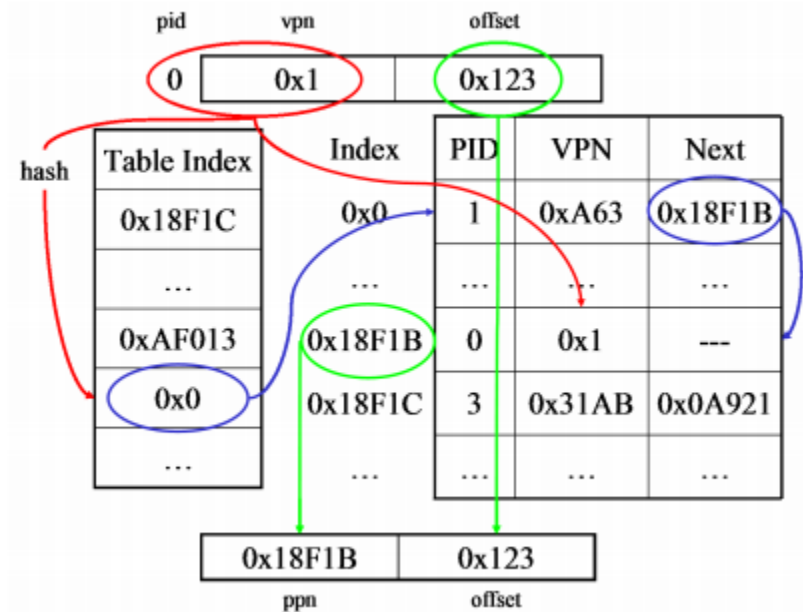 pid vpn offset
0 0x1 0x123
hash
Table Index Index PID VPN Next
0x18F1C 0x0 1 0xA63 0x18F1B
... ... ... ... ...
0xAF013 0x18F1B 0 0x1 ---
0x0 0x18F1C 3 0x31AB 0x0A921
... ... ... ... ...
0x18F1B 0x123
ppn offset